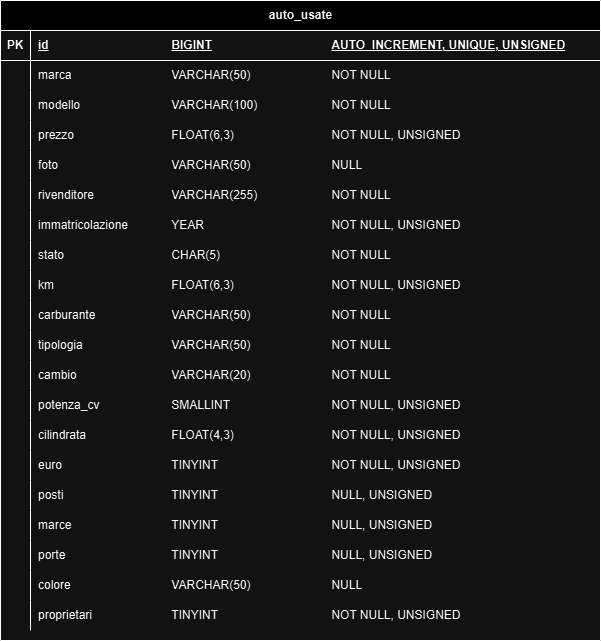 auto_usate
PK id BIGINT AUTO_INCREMENT, UNIQUE, UNSIGNED
marca VARCHAR(50) NOT NULL
modello VARCHAR(100) NOT NULL
prezzo FLOAT(6,3) NOT NULL, UNSIGNED
foto VARCHAR(50) NULL
rivenditore VARCHAR(255) NOT NULL
immatricolazione YEAR NOT NULL, UNSIGNED
stato CHAR(5) NOT NULL
km FLOAT(6,3) NOT NULL, UNSIGNED
carburante VARCHAR(50) NOT NULL
tipologia VARCHAR(50) NOT NULL
cambio VARCHAR(20) NOT NULL
potenza_cv SMALLINT NOT NULL, UNSIGNED
cilindrata FLOAT(4,3) NOT NULL, UNSIGNED
euro TINYINT NOT NULL, UNSIGNED
posti TINYINT NULL, UNSIGNED
marce TINYINT NULL, UNSIGNED
porte TINYINT NULL, UNSIGNED
colore VARCHAR(50) NULL
proprietari TINYINT NOT NULL, UNSIGNED